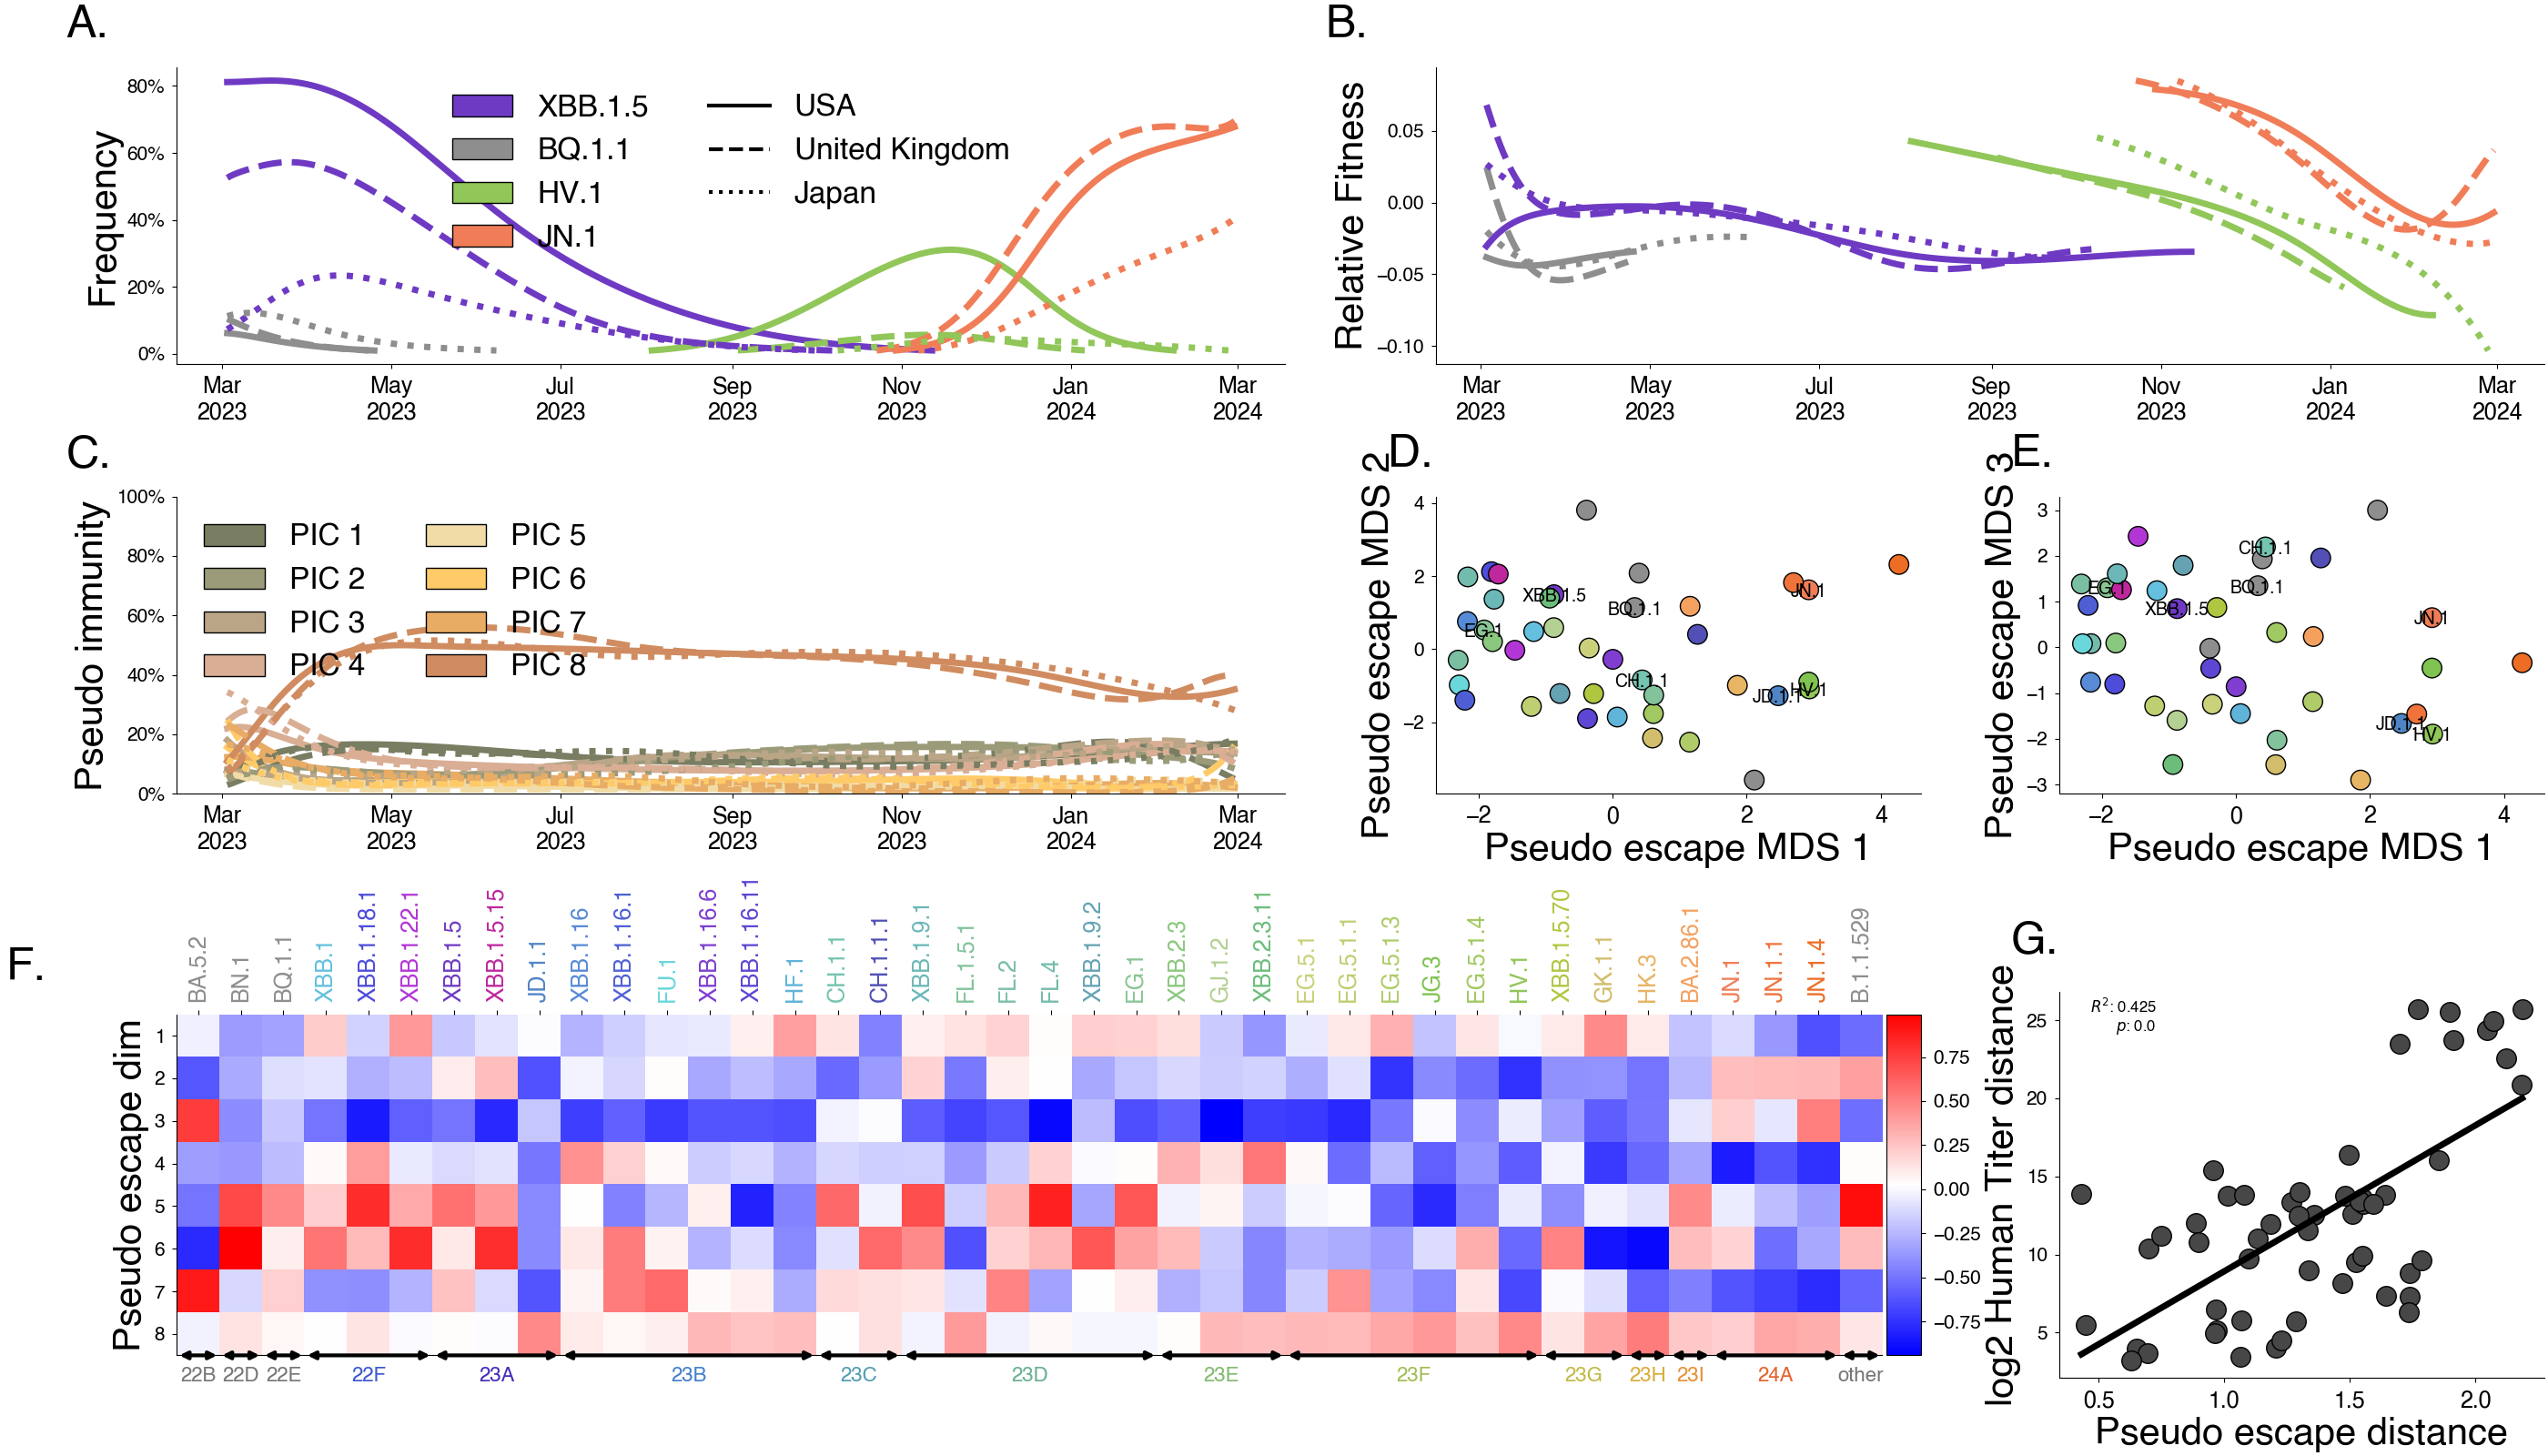 A.
Frequency
80%
60%
40%
20%
0%
XBB.1.5
BQ.1.1
HV.1
JN.1
USA
United Kingdom
Japan
Mar 2023
May 2023
Jul 2023
Sep 2023
Nov 2023
Jan 2024
Mar 2024
B.
Relative Fitness
0.05
0.00
−0.05
−0.10
Mar 2023
May 2023
Jul 2023
Sep 2023
Nov 2023
Jan 2024
Mar 2024
C.
Pseudo immunity
100%
80%
60%
40%
20%
0%
PIC 1
PIC 2
PIC 3
PIC 4
PIC 5
PIC 6
PIC 7
PIC 8
Mar 2023
May 2023
Jul 2023
Sep 2023
Nov 2023
Jan 2024
Mar 2024
D.
Pseudo escape MDS 2
4
2
0
−2
XBB.1.5
BQ.1.1
EG.1
CH.1.1
JN.1
JD.1.1
HV.1
−2
0
2
4
Pseudo escape MDS 1
E.
Pseudo escape MDS 3
3
2
1
0
−1
−2
−3
CH.1.1
EG.1
BQ.1.1
XBB.1.5
JN.1
JD.1.1
HV.1
−2
0
2
4
Pseudo escape MDS 1
F.
BA.5.2
BN.1
BQ.1.1
XBB.1
XBB.1.18.1
XBB.1.22.1
XBB.1.5
XBB.1.5.15
JD.1.1
XBB.1.16
XBB.1.16.1
FU.1
XBB.1.16.6
XBB.1.16.11
HF.1
CH.1.1
CH.1.1.1
XBB.1.9.1
FL.1.5.1
FL.2
FL.4
XBB.1.9.2
EG.1
XBB.2.3
GJ.1.2
XBB.2.3.11
EG.5.1
EG.5.1.1
EG.5.1.3
JG.3
EG.5.1.4
HV.1
XBB.1.5.70
GK.1.1
HK.3
BA.2.86.1
JN.1
JN.1.1
JN.1.4
B.1.1.529
Pseudo escape dim
1
2
3
4
5
6
7
8
22B
22D
22E
22F
23A
23B
23C
23D
23E
23F
23G
23H
23I
24A
other
0.75
0.50
0.25
0.00
−0.25
−0.50
−0.75
G.
log2 Human Titer distance
R²: 0.425
p: 0.0
25
20
15
10
5
0.5
1.0
1.5
2.0
Pseudo escape distance